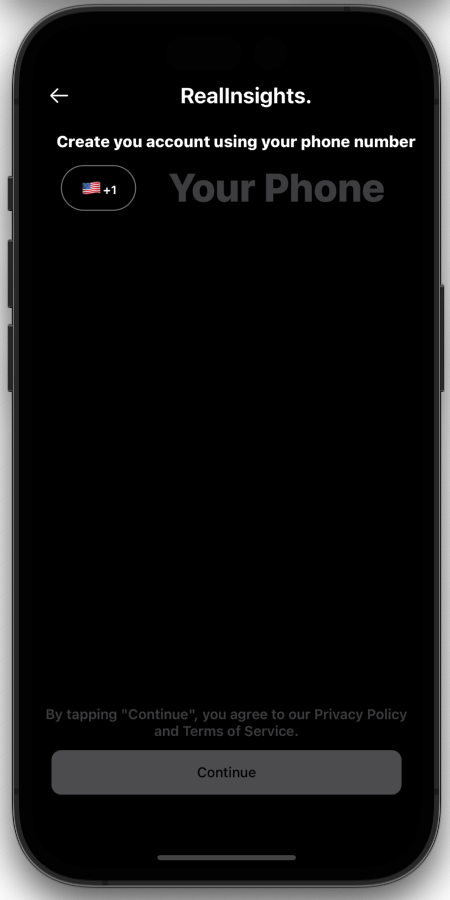 RealInsights.
Create you account using your phone number
🇺🇸 +1 Your Phone
By tapping "Continue", you agree to our Privacy Policy
and Terms of Service.
Continue